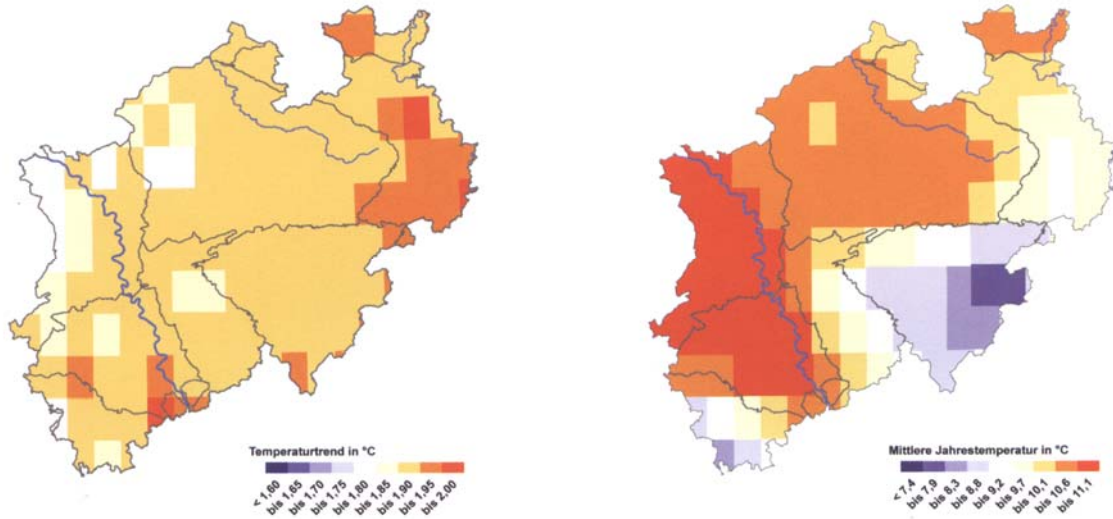 Temperaturtrend in °C
< 1,60
bis 1,65
bis 1,70
bis 1,75
bis 1,80
bis 1,85
bis 1,90
bis 1,95
bis 2,00
Mittlere Jahrestemperatur in °C
< 7,4
bis 7,9
bis 8,3
bis 8,8
bis 9,2
bis 9,7
bis 10,1
bis 10,6
bis 11,1